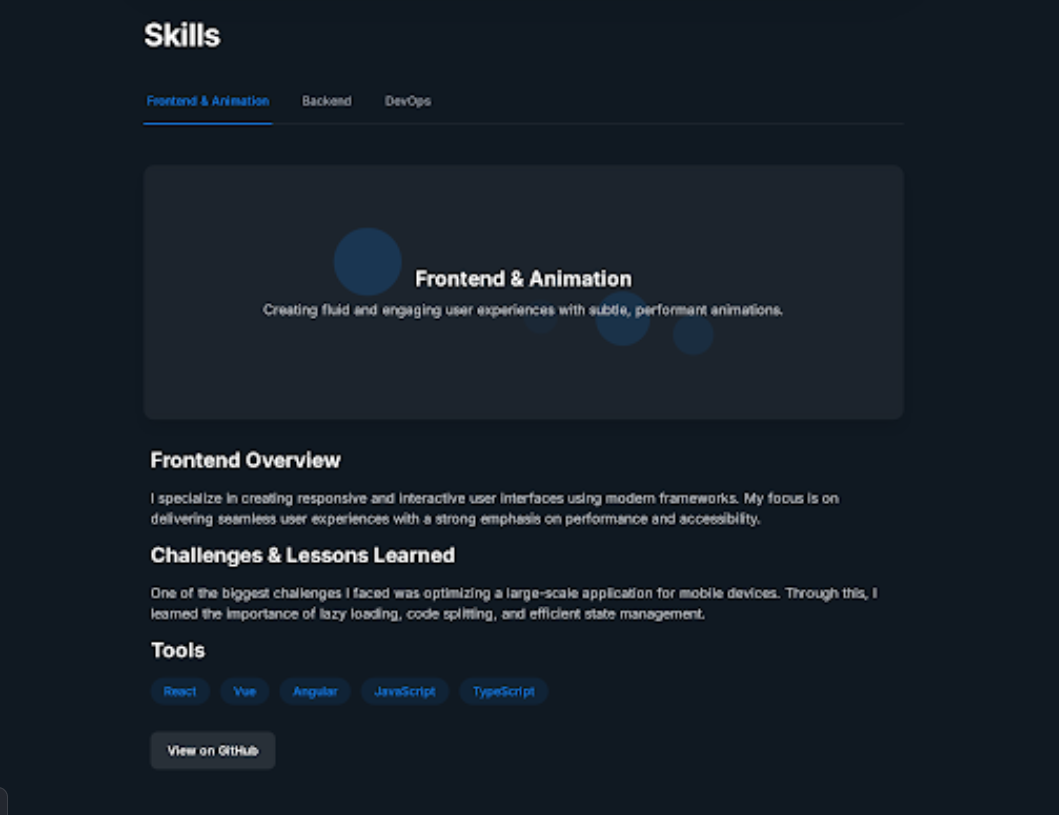 Skills
Frontend & Animation Backend DevOps
Frontend & Animation
Creating fluid and engaging user experiences with subtle, performant animations.
Frontend Overview
I specialize in creating responsive and interactive user interfaces using modern frameworks. My focus is on
delivering seamless user experiences with a strong emphasis on performance and accessibility.
Challenges & Lessons Learned
One of the biggest challenges I faced was optimizing a large-scale application for mobile devices. Through this, I
learned the importance of lazy loading, code splitting, and efficient state management.
Tools
React Vue Angular JavaScript TypeScript
View on GitHub